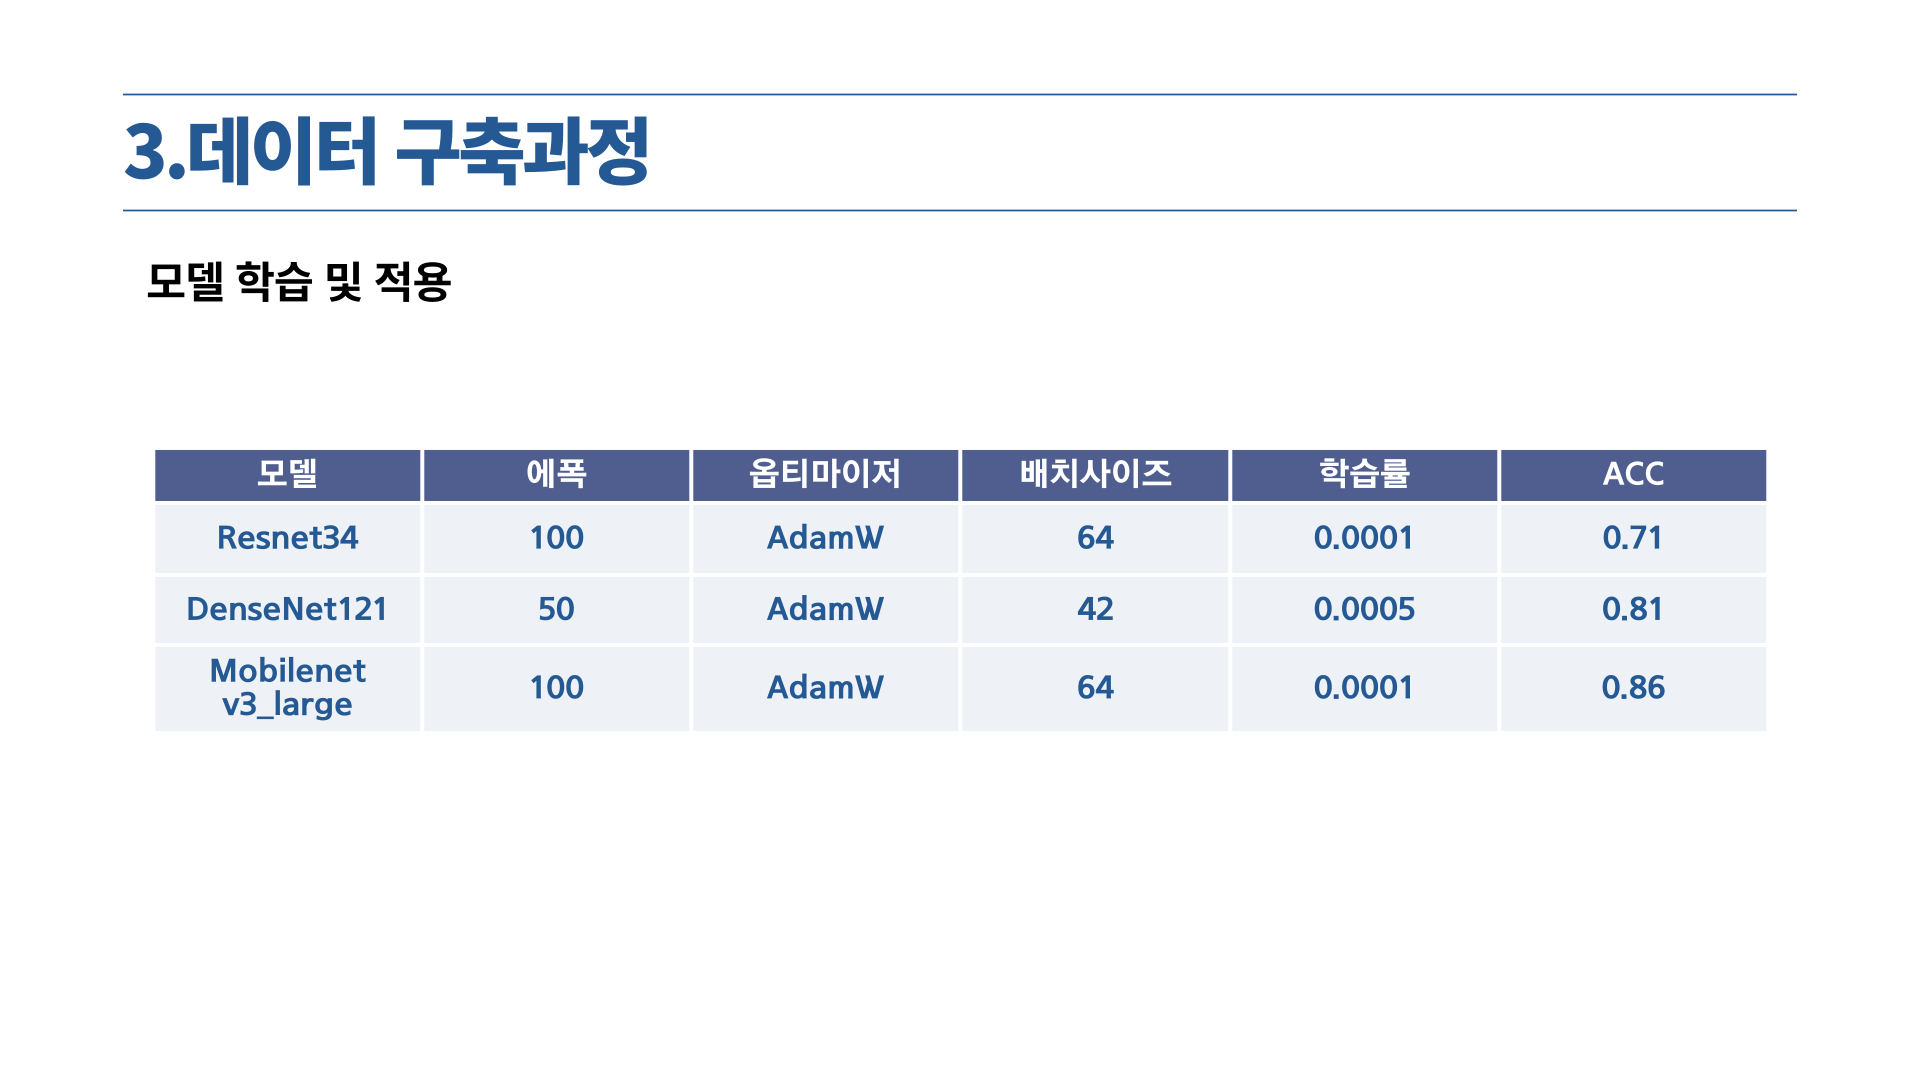 3.데이터 구축과정
모델 학습 및 적용
모델 에폭 옵티마이저 배치사이즈 학습률 ACC
Resnet34 100 AdamW 64 0.0001 0.71
DenseNet121 50 AdamW 42 0.0005 0.81
Mobilenet
v3_large 100 AdamW 64 0.0001 0.86